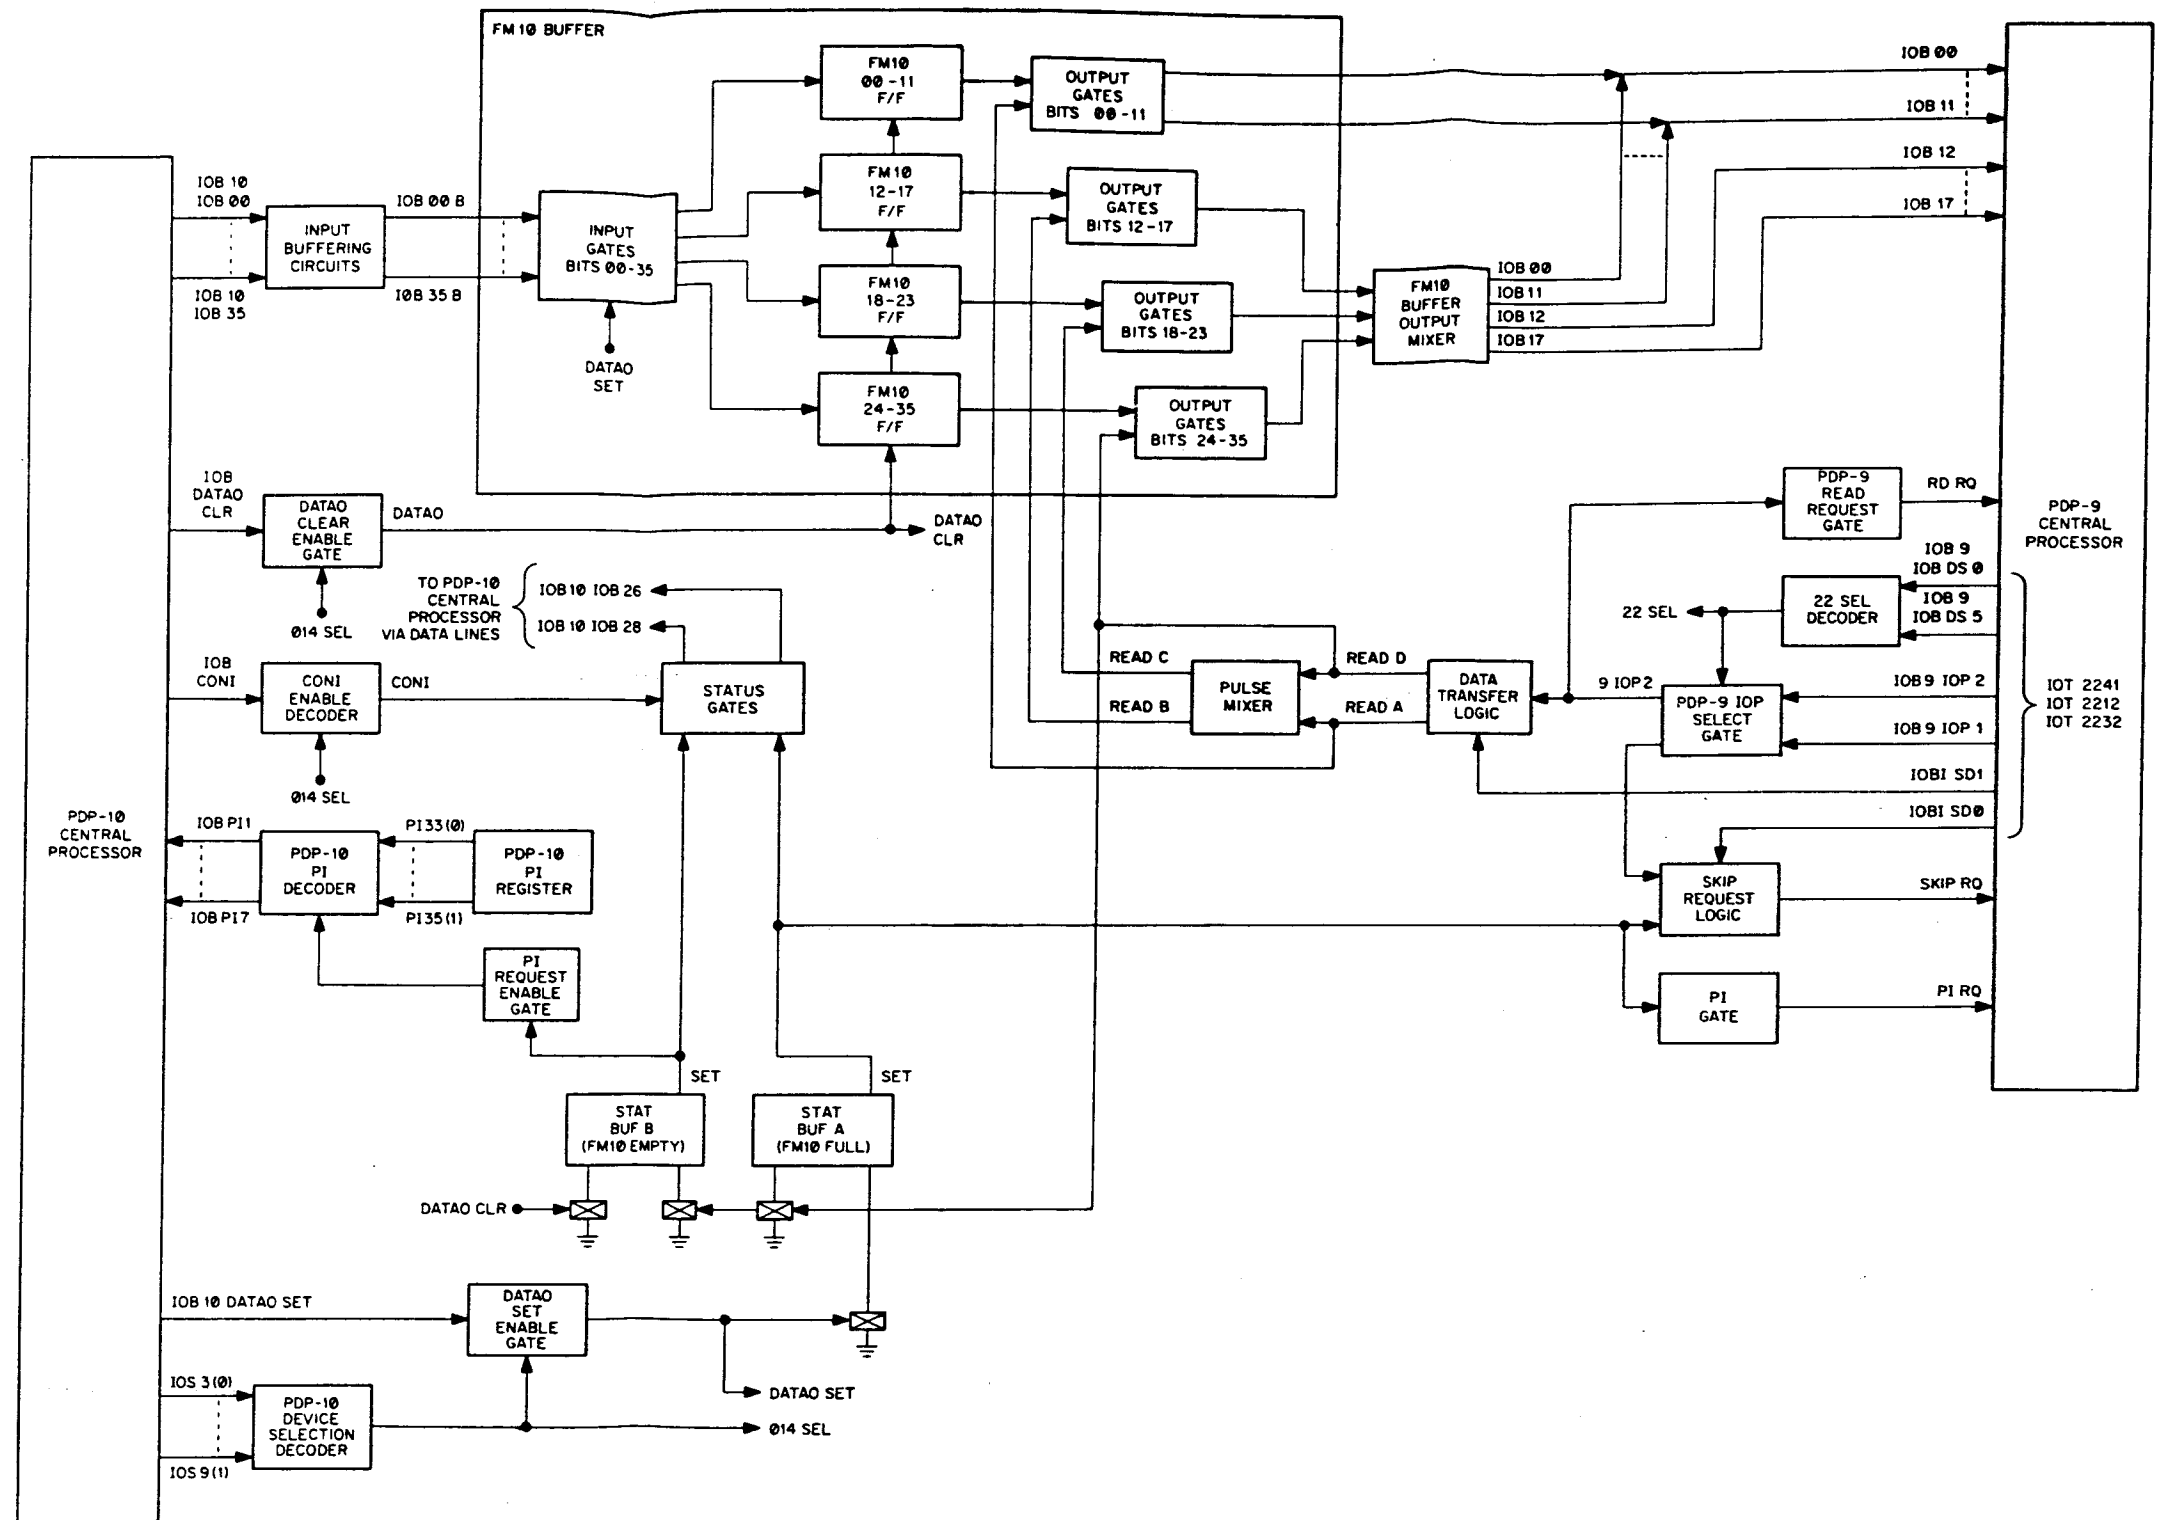 FM10 BUFFER
FM10
00-11
F/F
OUTPUT
GATES
BITS 00-11
IOB 00
IOB 11
IOB 12
IOB 17
FM10
12-17
F/F
OUTPUT
GATES
BITS 12-17
IOB 10
IOB 00
IOB 10
IOB 35
INPUT
BUFFERING
CIRCUITS
IOB 00 B
IOB 35 B
INPUT
GATES
BITS 00-35
DATAO
SET
FM10
18-23
F/F
OUTPUT
GATES
BITS 18-23
FM10
24-35
F/F
OUTPUT
GATES
BITS 24-35
FM10
BUFFER
OUTPUT
MIXER
IOB 00
IOB 11
IOB 12
IOB 17
IOB
DATAO
CLR
DATAO
CLEAR
ENABLE
GATE
DATAO
DATAO
CLR
014 SEL
TO PDP-10
CENTRAL
PROCESSOR
VIA DATA LINES
IOB 10 IOB 26
IOB 10 IOB 28
IOB
CONI
CONI
ENABLE
DECODER
CONI
014 SEL
STATUS
GATES
READ C
READ B
PULSE
MIXER
READ D
READ A
DATA
TRANSFER
LOGIC
9 IOP 2
PDP-9
READ
REQUEST
GATE
RD RQ
PDP-9
CENTRAL
PROCESSOR
22 SEL
22 SEL
DECODER
IOB 9
IOB DS 0
IOB 9
IOB DS 5
PDP-9 IOP
SELECT
GATE
IOB 9 IOP 2
IOB 9 IOP 1
IOBI SD1
IOBI SD0
IOT 2241
IOT 2212
IOT 2232
PDP-10
CENTRAL
PROCESSOR
IOB PI1
IOB PI7
PDP-10
PI
DECODER
PI33(0)
PI35(1)
PDP-10
PI
REGISTER
SKIP
REQUEST
LOGIC
SKIP RQ
PI
REQUEST
ENABLE
GATE
PI
GATE
PI RQ
SET
SET
STAT
BUF B
(FM10 EMPTY)
STAT
BUF A
(FM10 FULL)
DATAO CLR
IOB 10 DATAO SET
DATAO
SET
ENABLE
GATE
DATAO SET
IOS 3(0)
IOS 9(1)
PDP-10
DEVICE
SELECTION
DECODER
014 SEL